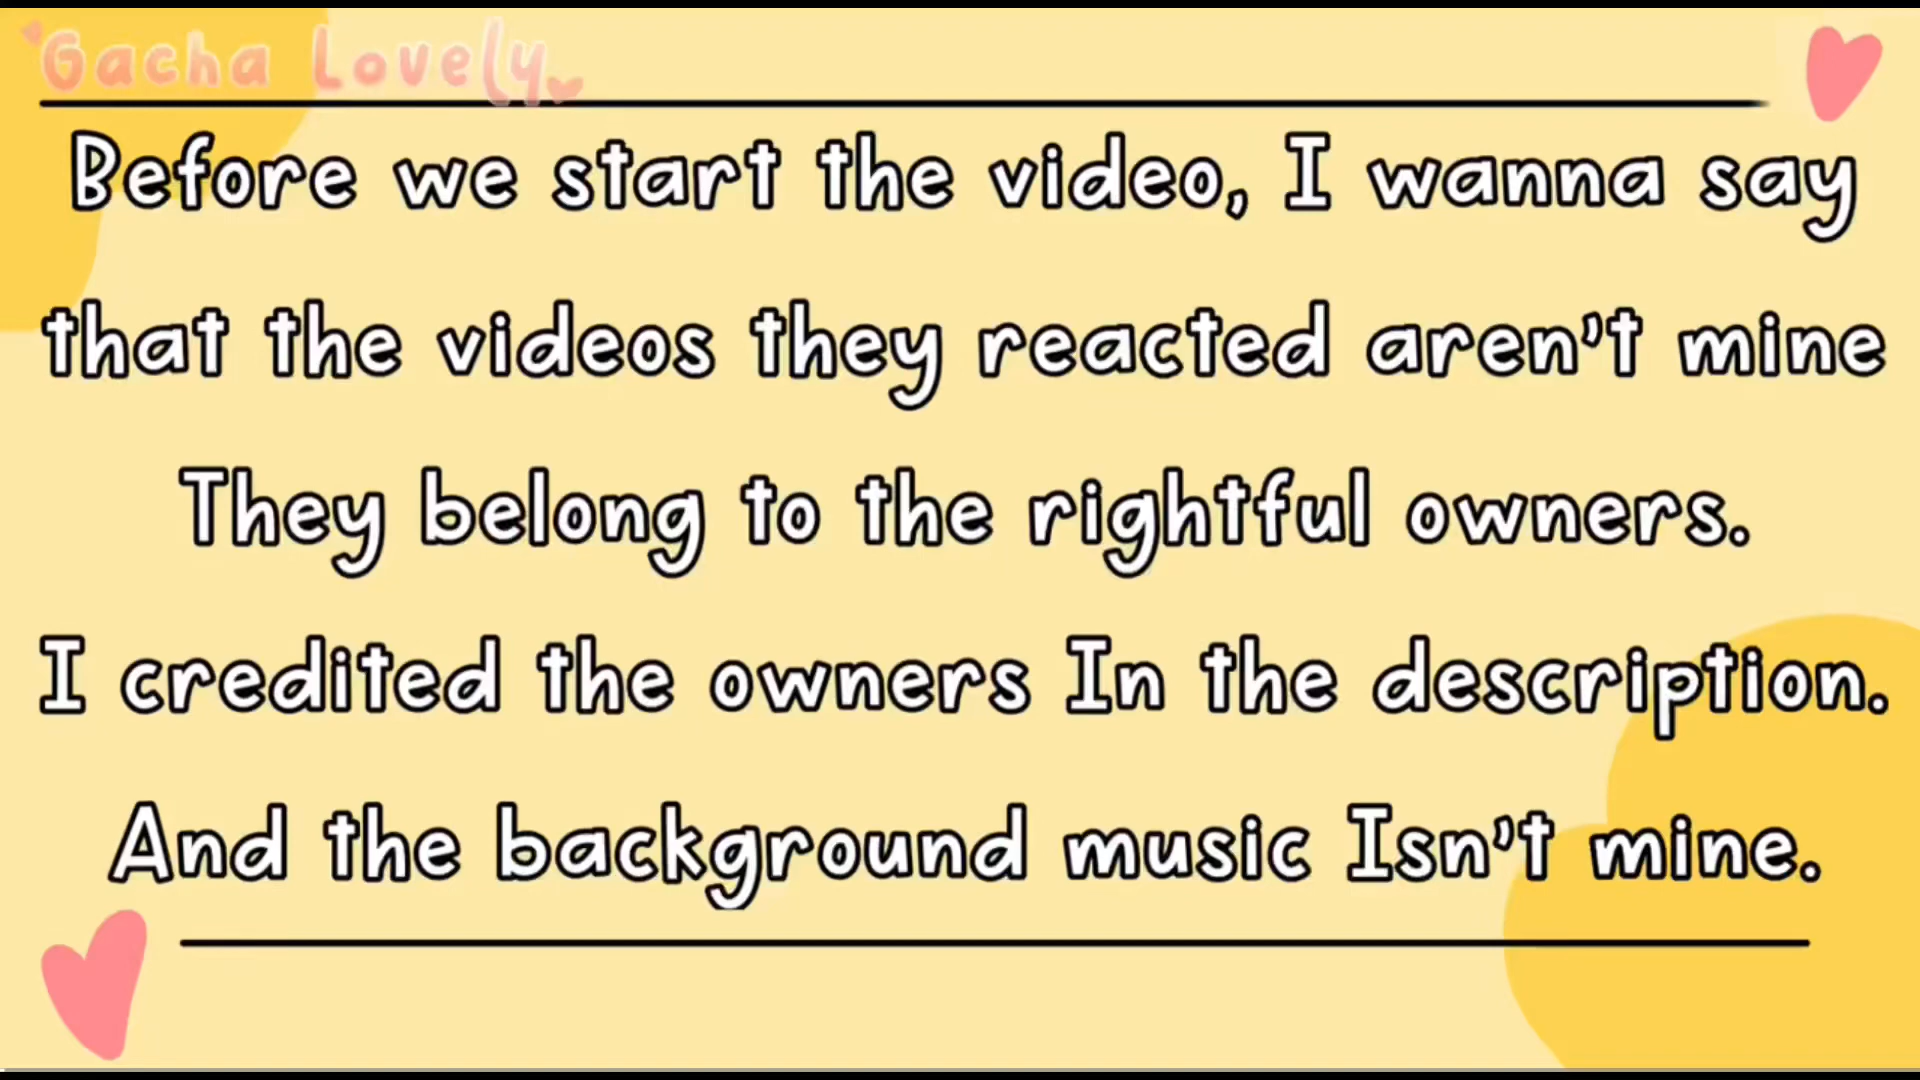 Gacha Lovely
Before we start the video, I wanna say
that the videos they reacted aren't mine
They belong to the rightful owners.
I credited the owners In the description.
And the background music Isn't mine.